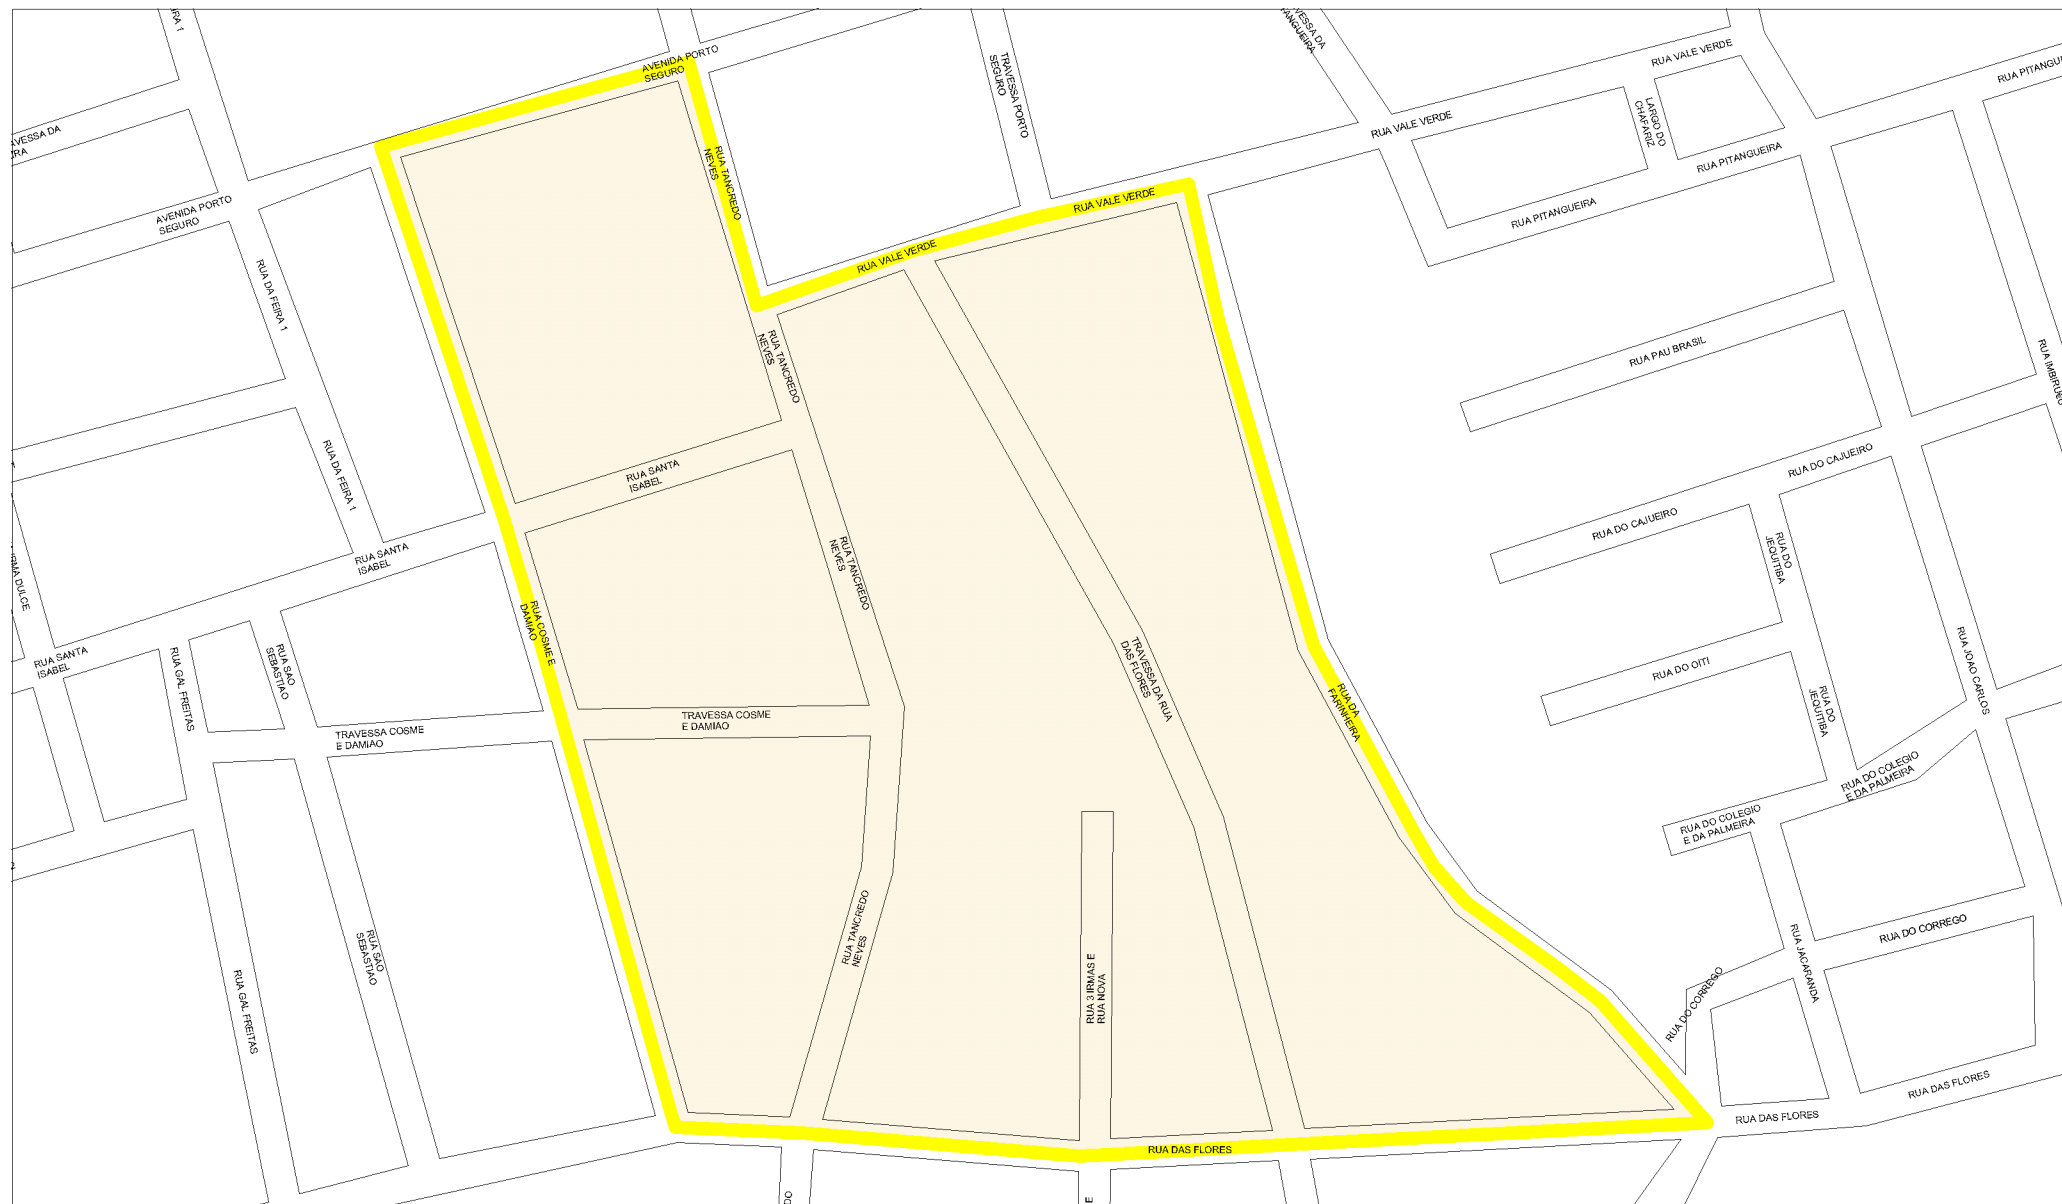 AVENIDA PORTO
SEGURO
TRAVESSA PORTO
SEGURO
RUA VALE VERDE
RUA PITANGUEIRA
RUA VALE VERDE
LARGO DO
CHAFARIZ
RUA PITANGUEIRA
RUA PITANGUEIRA
RUA TANCREDO
NEVES
AVENIDA PORTO
SEGURO
RUA VALE VERDE
RUA VALE VERDE
RUA DA FEIRA 1
RUA TANCREDO
NEVES
RUA PAU BRASIL
RUA DA FEIRA 1
RUA SANTA
ISABEL
RUA DO CAJUEIRO
RUA DO CAJUEIRO
RUA DO
JEQUITIBA
RUA SANTA
ISABEL
RUA TANCREDO
NEVES
RUA COSME E
DAMIAO
RUA SANTA
ISABEL
RUA GAL FREITAS
RUA SAO
SEBASTIAO
TRAVESSA DA RUA
DAS FLORES
RUA DO OITI
RUA DO
JEQUITIBA
RUA JOAO CARLOS
RUA DA
FARINHEIRA
TRAVESSA COSME
E DAMIAO
TRAVESSA COSME
E DAMIAO
RUA DO COLEGIO
E DA PALMEIRA
RUA DO COLEGIO
E DA PALMEIRA
RUA TANCREDO
NEVES
RUA SAO
SEBASTIAO
RUA GAL FREITAS
RUA 3 IRMAS E
RUA NOVA
RUA DO CORREGO
RUA DO CORREGO
RUA JACARANDA
RUA DAS FLORES
RUA DAS FLORES
RUA DAS FLORES